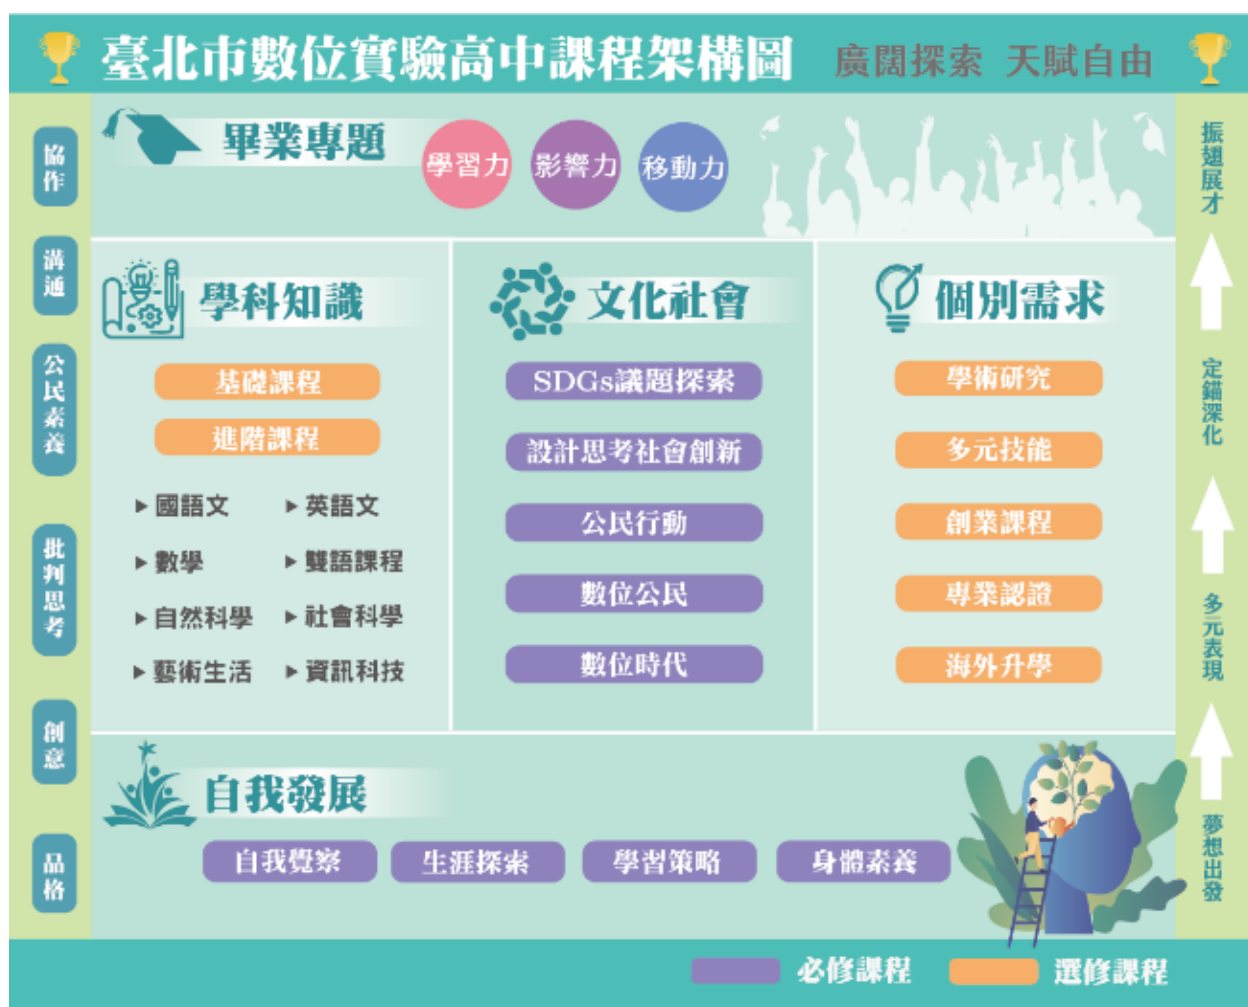 臺北市數位實驗高中課程架構圖 廣闊探索 天賦自由
協作
溝通
公民素養
批判思考
創意
品格
畢業專題
學習力
影響力
移動力
學科知識
基礎課程
進階課程
▸國語文 ▸英語文
▸數學 ▸雙語課程
▸自然科學 ▸社會科學
▸藝術生活 ▸資訊科技
文化社會
SDGs議題探索
設計思考社會創新
公民行動
數位公民
數位時代
個別需求
學術研究
多元技能
創業課程
專業認證
海外升學
自我發展
自我覺察
生涯探索
學習策略
身體素養
振翅展才
定錨深化
多元表現
夢想出發
必修課程
選修課程